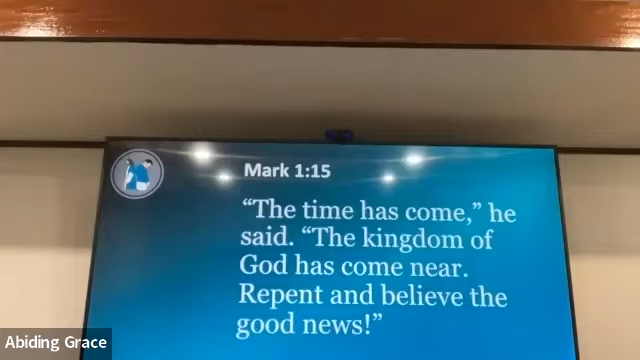 Mark 1:15
“The time has come,” he
said. “The kingdom of
God has come near.
Repent and believe the
good news!”
Abiding Grace